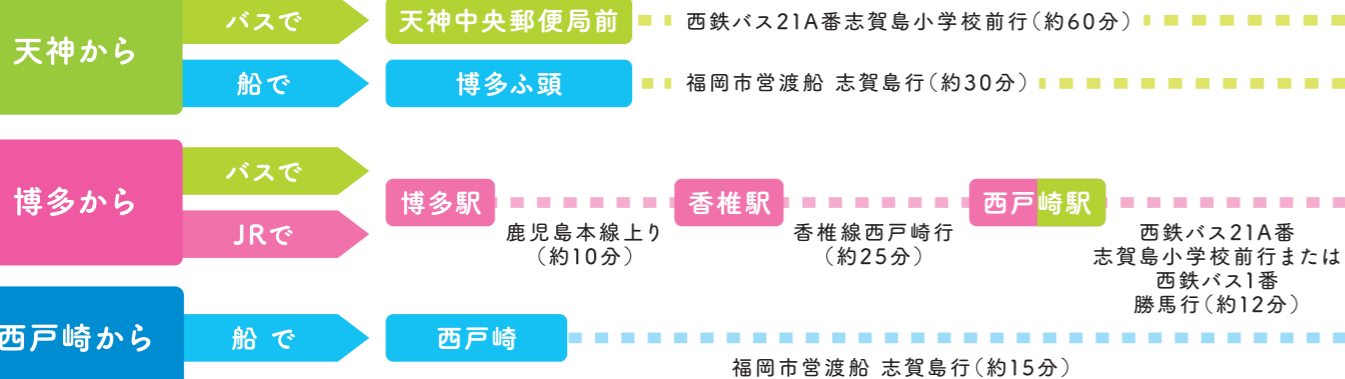 天神から
バスで
天神中央郵便局前
西鉄バス21A番志賀島小学校前行(約60分)
船で
博多ふ頭
福岡市営渡船 志賀島行(約30分)
博多から
バスで
JRで
博多駅
鹿児島本線上り
(約10分)
香椎駅
香椎線西戸崎行
(約25分)
西戸崎駅
西鉄バス21A番
志賀島小学校前行または
西鉄バス1番
勝馬行(約12分)
西戸崎から
船 で
西戸崎
福岡市営渡船 志賀島行(約15分)